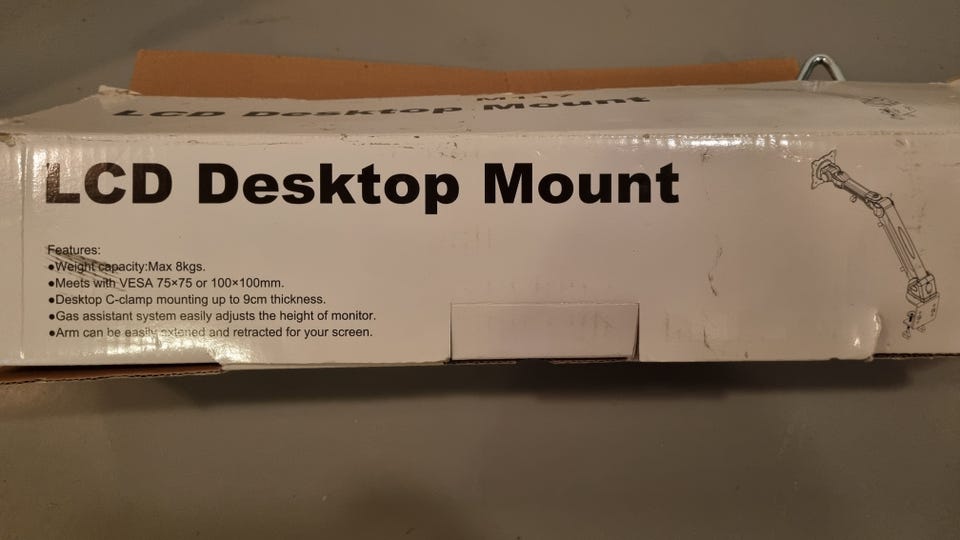 M117
LCD Desktop Mount
LCD Desktop Mount
Features:
●Weight capacity:Max 8kgs.
●Meets with VESA 75×75 or 100×100mm.
●Desktop C-clamp mounting up to 9cm thickness.
●Gas assistant system easily adjusts the height of monitor.
●Arm can be easily extened and retracted for your screen.